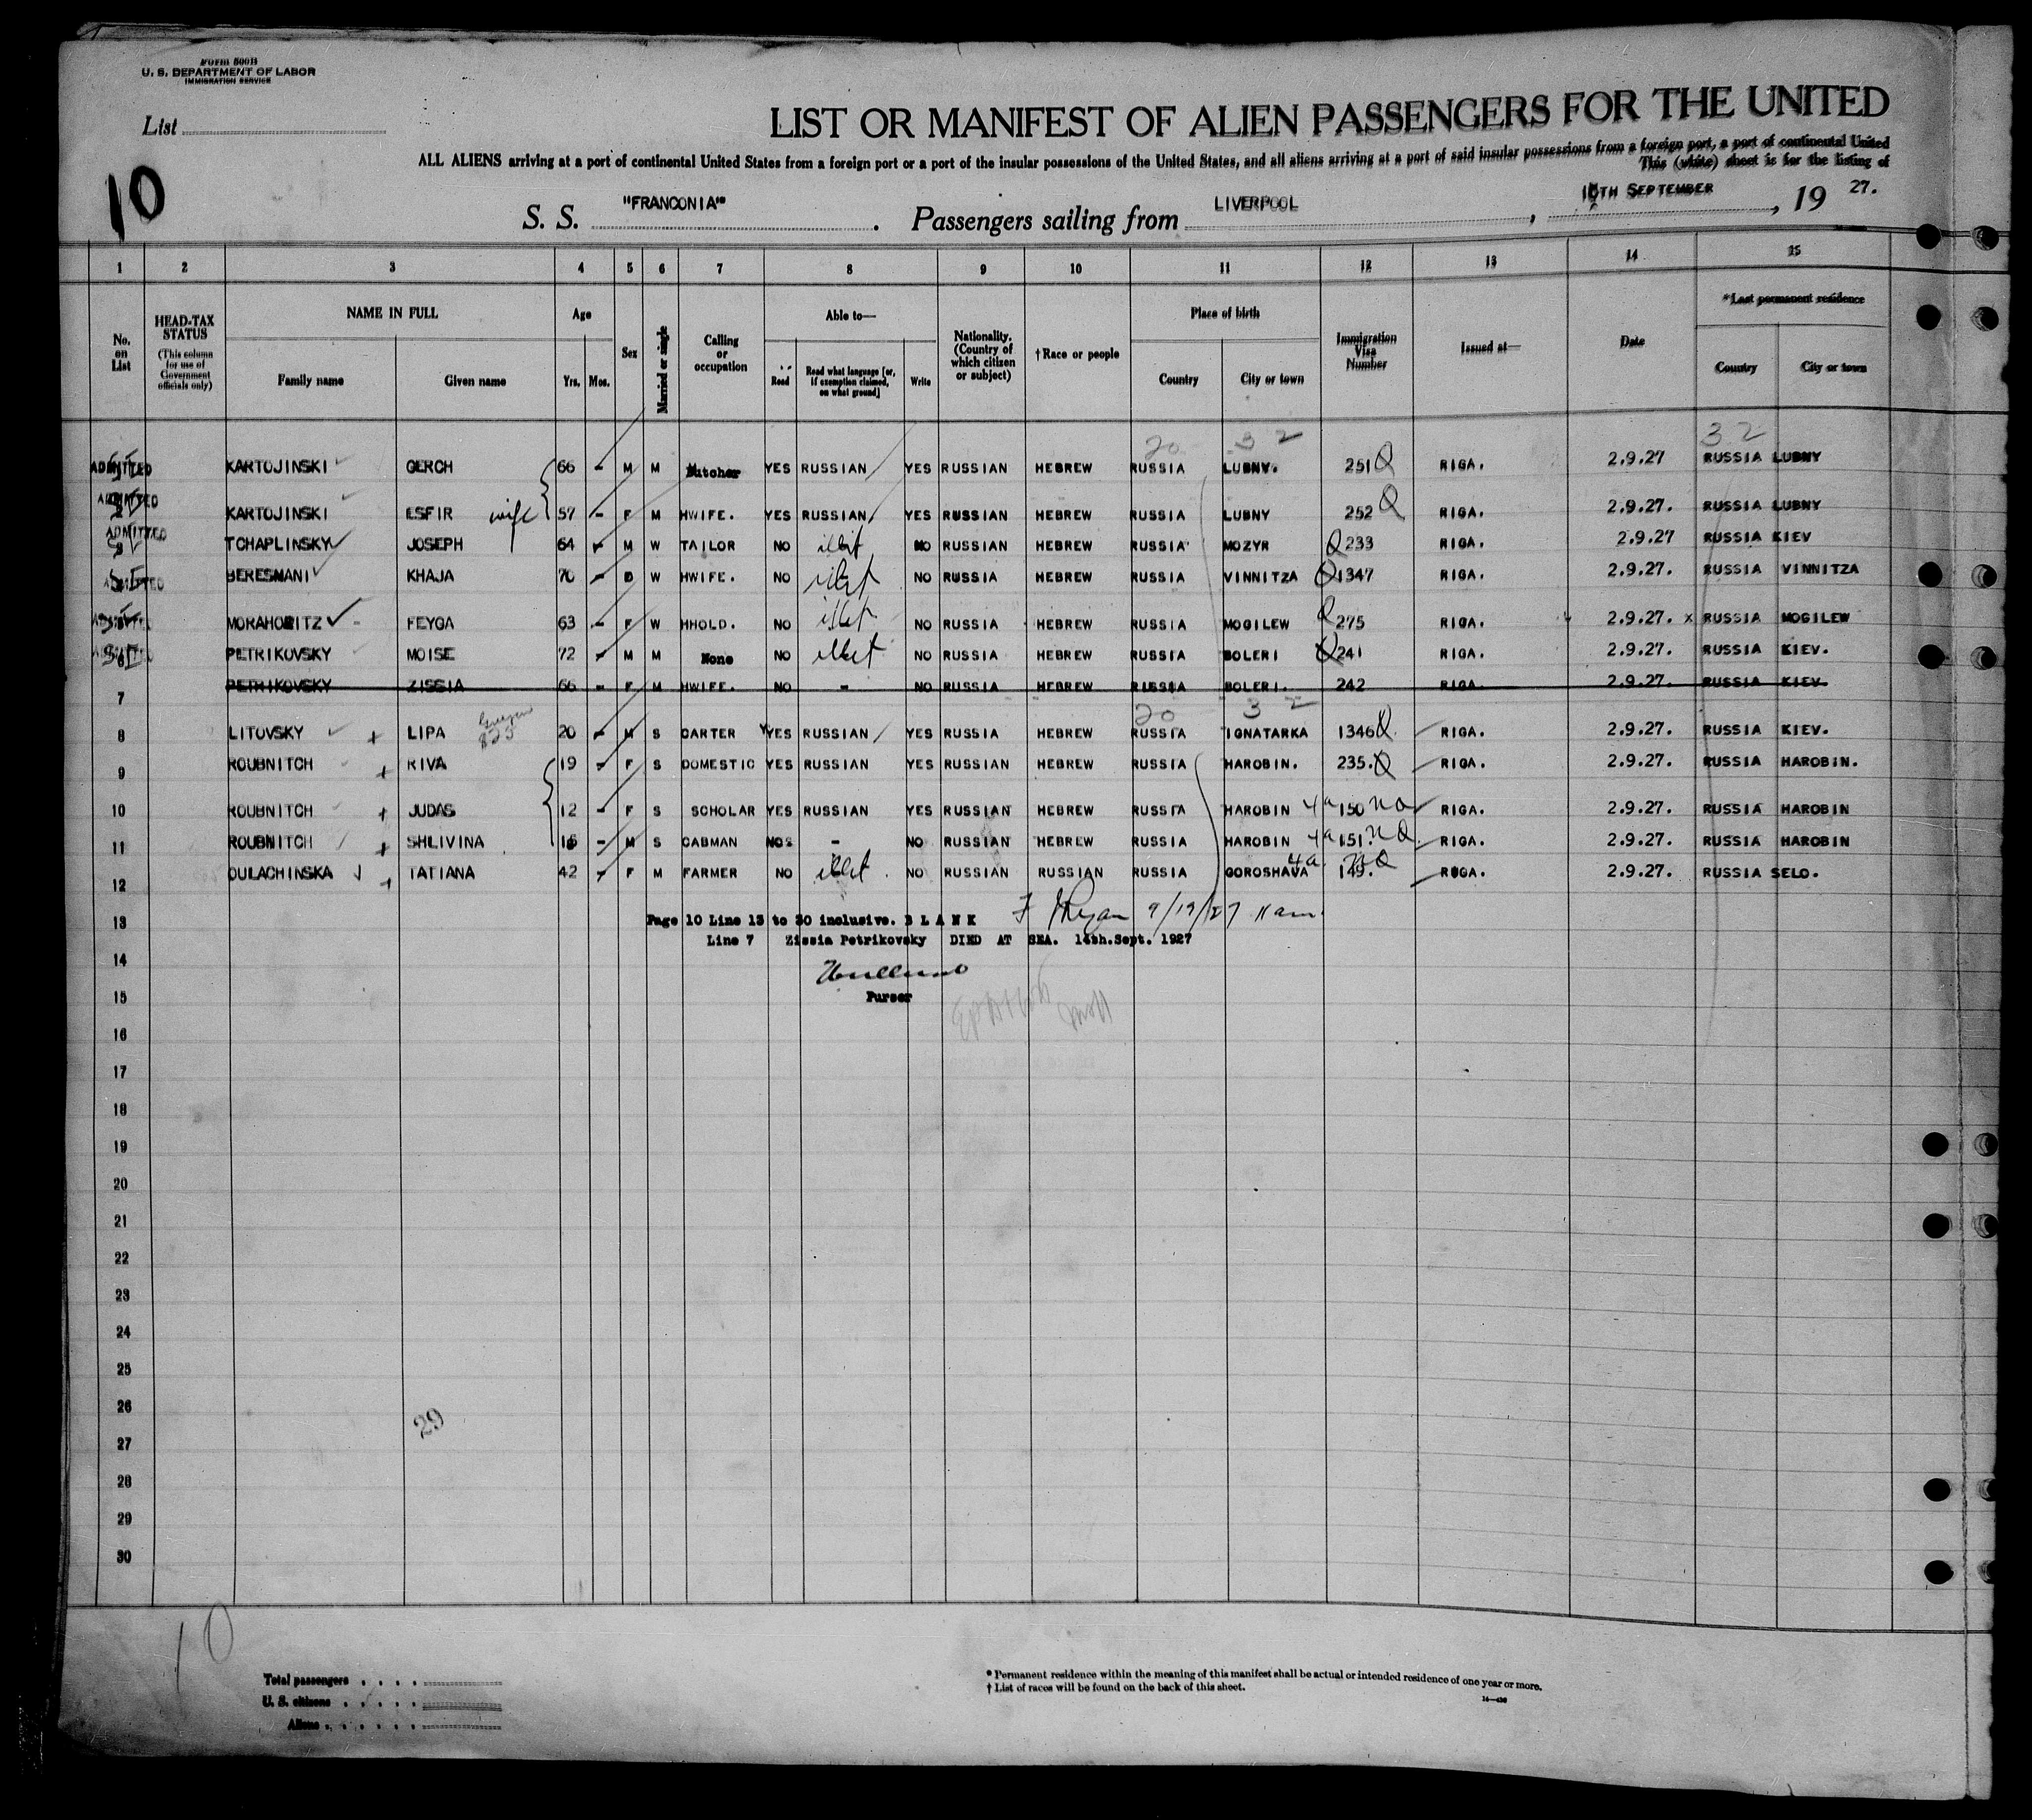 Form 500B
U. S. DEPARTMENT OF LABOR
IMMIGRATION SERVICE
List
LIST OR MANIFEST OF ALIEN PASSENGERS FOR THE UNITED
ALL ALIENS arriving at a port of continental United States from a foreign port or a port of the insular possessions of the United States, and all aliens arriving at a port of said insular possessions from a foreign port, a port of continental United
This (white) sheet is for the listing of
10
S. S. "FRANCONIA" . Passengers sailing from LIVERPOOL , 10TH SEPTEMBER , 19 27.
1 2 3 4 5 6 7 8 9 10 11 12 13 14 15
No. on List
HEAD-TAX STATUS (This column for use of Government officials only)
NAME IN FULL
Family name Given name
Age
Yrs. Mos.
Sex
Married or single
Calling or occupation
Able to—
Read Read what language [or, if exemption claimed, on what ground] Write
Nationality. (Country of which citizen or subject)
† Race or people
Place of birth
Country City or town
Immigration Visa Number
Issued at—
Date
*Last permanent residence
Country City or town
20 32 32
ADMITTED KARTOJINSKI GERCH 66 - M M Butcher YES RUSSIAN YES RUSSIAN HEBREW RUSSIA LUBNY. 251 Q RIGA. 2.9.27 RUSSIA LUBNY
ADMITTED KARTOJINSKI ESFIR wife 57 - F M HWIFE. YES RUSSIAN YES RUSSIAN HEBREW RUSSIA LUBNY 252 Q RIGA. 2.9.27. RUSSIA LUBNY
ADMITTED TCHAPLINSKY JOSEPH 64 - M W TAILOR NO illit NO RUSSIAN HEBREW RUSSIA MOZYR Q 233 RIGA. 2.9.27 RUSSIA KIEV
ADMITTED BERESMANI KHAJA 70 - W HWIFE. NO illit NO RUSSIA HEBREW RUSSIA VINNITZA Q 1347 RIGA. 2.9.27. RUSSIA VINNITZA
MORAHOWITZ - FEYGA 63 - F W HHOLD. NO illit NO RUSSIA HEBREW RUSSIA MOGILEW Q 275 RIGA. 2.9.27. x RUSSIA MOGILEW
PETRIKOVSKY MOISE 72 - M M None NO illit NO RUSSIA HEBREW RUSSIA BOLERI Q 241 RIGA. 2.9.27. RUSSIA KIEV.
7 PETRIKOVSKY ZISSIA 66 - F M HWIFE. NO - NO RUSSIA HEBREW RUSSIA BOLERI. 242 RIGA. 2.9.27. RUSSIA KIEV.
20 32
8 LITOVSKY + LIPA 20 - M S CARTER YES RUSSIAN YES RUSSIA HEBREW RUSSIA IGNATARKA 1346 Q RIGA. 2.9.27. RUSSIA KIEV.
9 ROUBNITCH + RIVA 19 - F S DOMESTIC YES RUSSIAN YES RUSSIAN HEBREW RUSSIA HAROBIN. 235. Q RIGA. 2.9.27. RUSSIA HAROBIN.
10 ROUBNITCH + JUDAS 12 - F S SCHOLAR YES RUSSIAN YES RUSSIAN HEBREW RUSSIA HAROBIN 4a 150 NQ RIGA. 2.9.27. RUSSIA HAROBIN
11 ROUBNITCH + SHLIVINA 15 - M S CABMAN NO - NO RUSSIAN HEBREW RUSSIA HAROBIN 4a 151. NQ RIGA. 2.9.27. RUSSIA HAROBIN
12 OULACHINSKA + TATIANA 42 - F M FARMER NO illit NO RUSSIAN RUSSIAN RUSSIA GOROSHAVA 4a 149. NQ RIGA. 2.9.27. RUSSIA SELO.
13 Page 10 Line 13 to 30 inclusive. B L A N K Ryan 9/19/27 11 am.
Line 7 Zissia Petrikovsky DIED AT SEA. 14th.Sept. 1927
14
15 Purser
16
17
18
19
20
21
22
23
24
25
26
29
27
28
29
30
10
Total passengers . . . .
U. S. citizens . . . . .
Aliens . . . . . .
* Permanent residence within the meaning of this manifest shall be actual or intended residence of one year or more.
† List of races will be found on the back of this sheet.